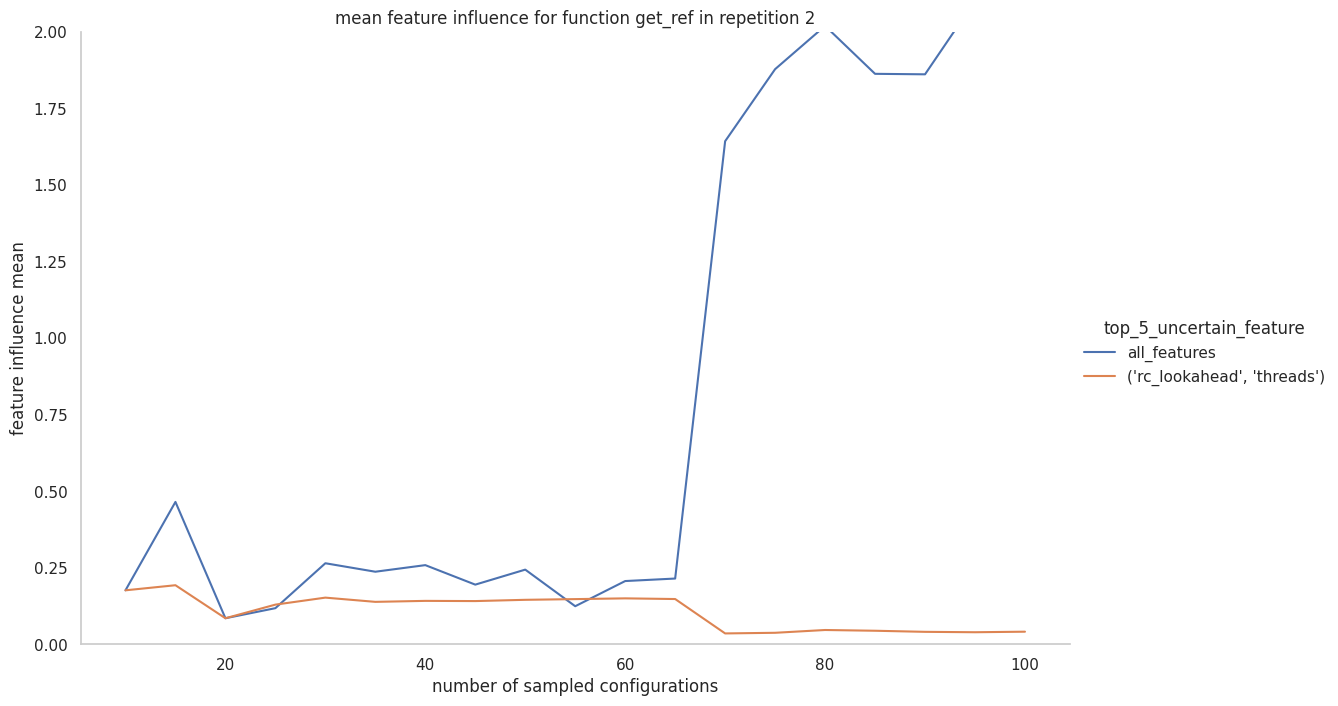 mean feature influence for function get_ref in repetition 2
2.00
1.75
1.50
1.25
1.00
0.75
0.50
0.25
0.00
feature influence mean
20
40
60
80
100
number of sampled configurations
top_5_uncertain_feature
all_features
('rc_lookahead', 'threads')